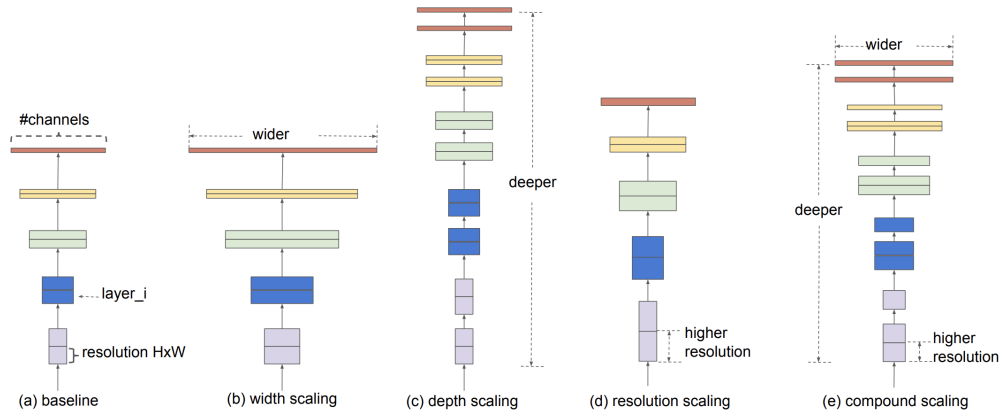 #channels
layer_i
resolution HxW
(a) baseline
wider
(b) width scaling
deeper
(c) depth scaling
higher
resolution
(d) resolution scaling
wider
deeper
higher
resolution
(e) compound scaling